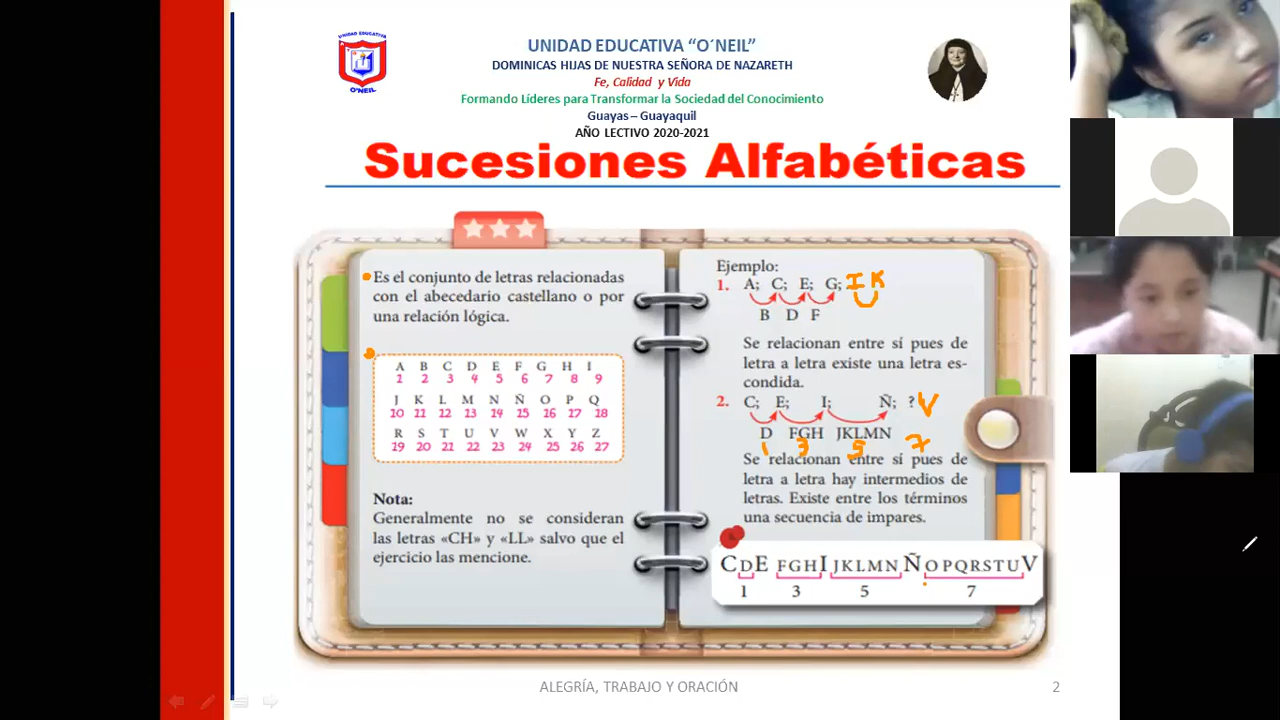 UNIDAD EDUCATIVA
O´NEIL
UNIDAD EDUCATIVA “O´NEIL”
DOMINICAS HIJAS DE NUESTRA SEÑORA DE NAZARETH
Fe, Calidad y Vida
Formando Líderes para Transformar la Sociedad del Conocimiento
Guayas – Guayaquil
AÑO LECTIVO 2020-2021
Sucesiones Alfabéticas
Es el conjunto de letras relacionadas
con el abecedario castellano o por
una relación lógica.
A B C D E F G H I
1 2 3 4 5 6 7 8 9
J K L M N Ñ O P Q
10 11 12 13 14 15 16 17 18
R S T U V W X Y Z
19 20 21 22 23 24 25 26 27
Nota:
Generalmente no se consideran
las letras «CH» y «LL» salvo que el
ejercicio las mencione.
Ejemplo:
1. A; C; E; G; I K
B D F
Se relacionan entre sí pues de
letra a letra existe una letra es-
condida.
2. C; E; I; Ñ; ? V
D FGH JKLMN
1 3 5 7
Se relacionan entre sí pues de
letra a letra hay intermedios de
letras. Existe entre los términos
una secuencia de impares.
C D E FGH I JKLMN Ñ OPQRSTU V
1 3 5 7
ALEGRÍA, TRABAJO Y ORACIÓN
2